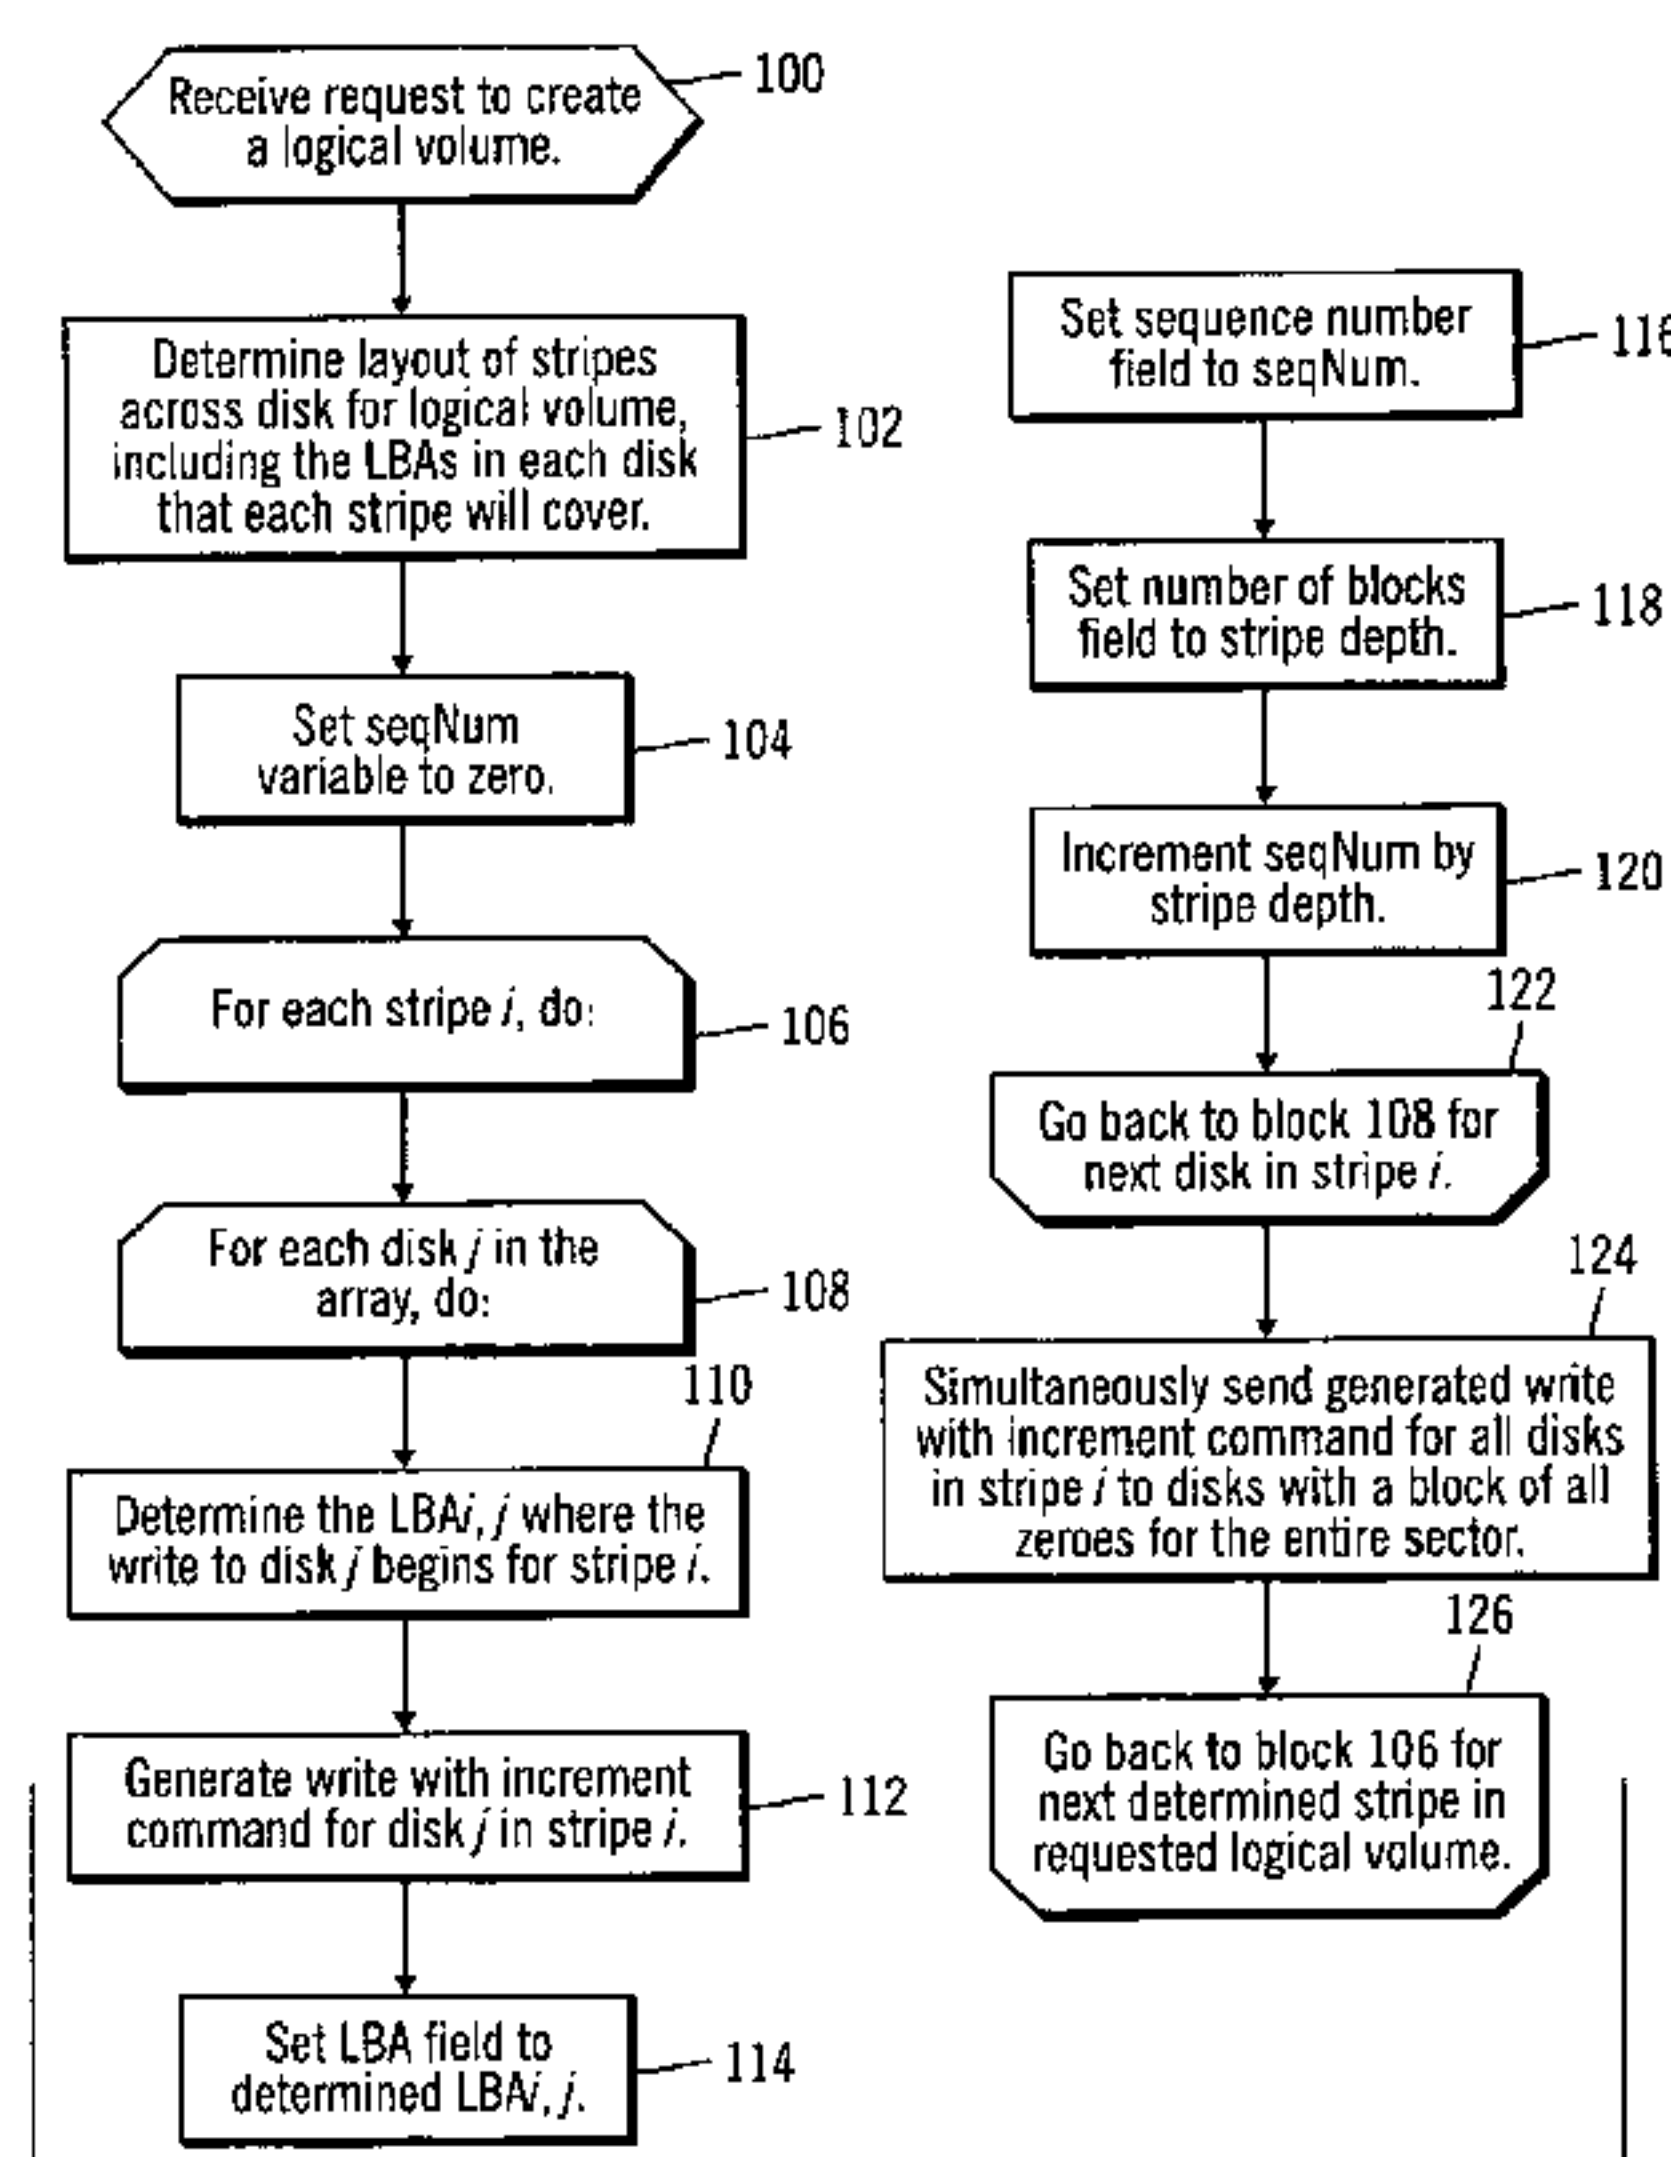 Receive request to create
a logical volume.
100
Determine layout of stripes
across disk for logical volume,
including the LBAs in each disk
that each stripe will cover.
102
Set seqNum
variable to zero.
104
For each stripe i, do:
106
For each disk j in the
array, do:
108
110
Determine the LBAi, j where the
write to disk j begins for stripe i.
Generate write with increment
command for disk j in stripe i.
112
Set LBA field to
determined LBAi, j.
114
Set sequence number
field to seqNum.
116
Set number of blocks
field to stripe depth.
118
Increment seqNum by
stripe depth.
120
122
Go back to block 108 for
next disk in stripe i.
124
Simultaneously send generated write
with increment command for all disks
in stripe i to disks with a block of all
zeroes for the entire sector.
126
Go back to block 106 for
next determined stripe in
requested logical volume.